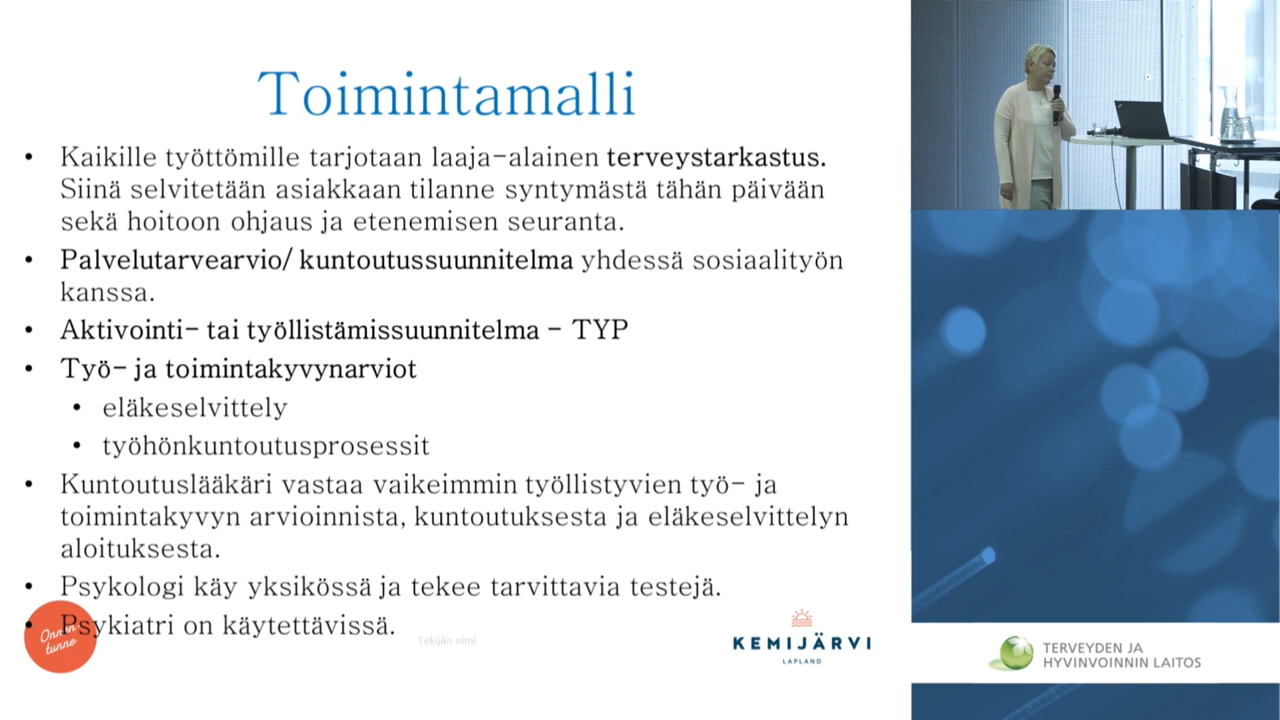 Toimintamalli
• Kaikille työttömille tarjotaan laaja-alainen terveystarkastus.
Siinä selvitetään asiakkaan tilanne syntymästä tähän päivään
sekä hoitoon ohjaus ja etenemisen seuranta.
• Palvelutarvearvio/ kuntoutussuunnitelma yhdessä sosiaalityön
kanssa.
• Aktivointi- tai työllistämissuunnitelma - TYP
• Työ- ja toimintakyvynarviot
• eläkeselvittely
• työhönkuntoutusprosessit
• Kuntoutuslääkäri vastaa vaikeimmin työllistyvien työ- ja
toimintakyvyn arvioinnista, kuntoutuksesta ja eläkeselvittelyn
aloituksesta.
• Psykologi käy yksikössä ja tekee tarvittavia testejä.
• Psykiatri on käytettävissä.
Onnen
tunne
Tekijän nimi
KEMIJÄRVI
LAPLAND
TERVEYDEN JA
HYVINVOINNIN LAITOS